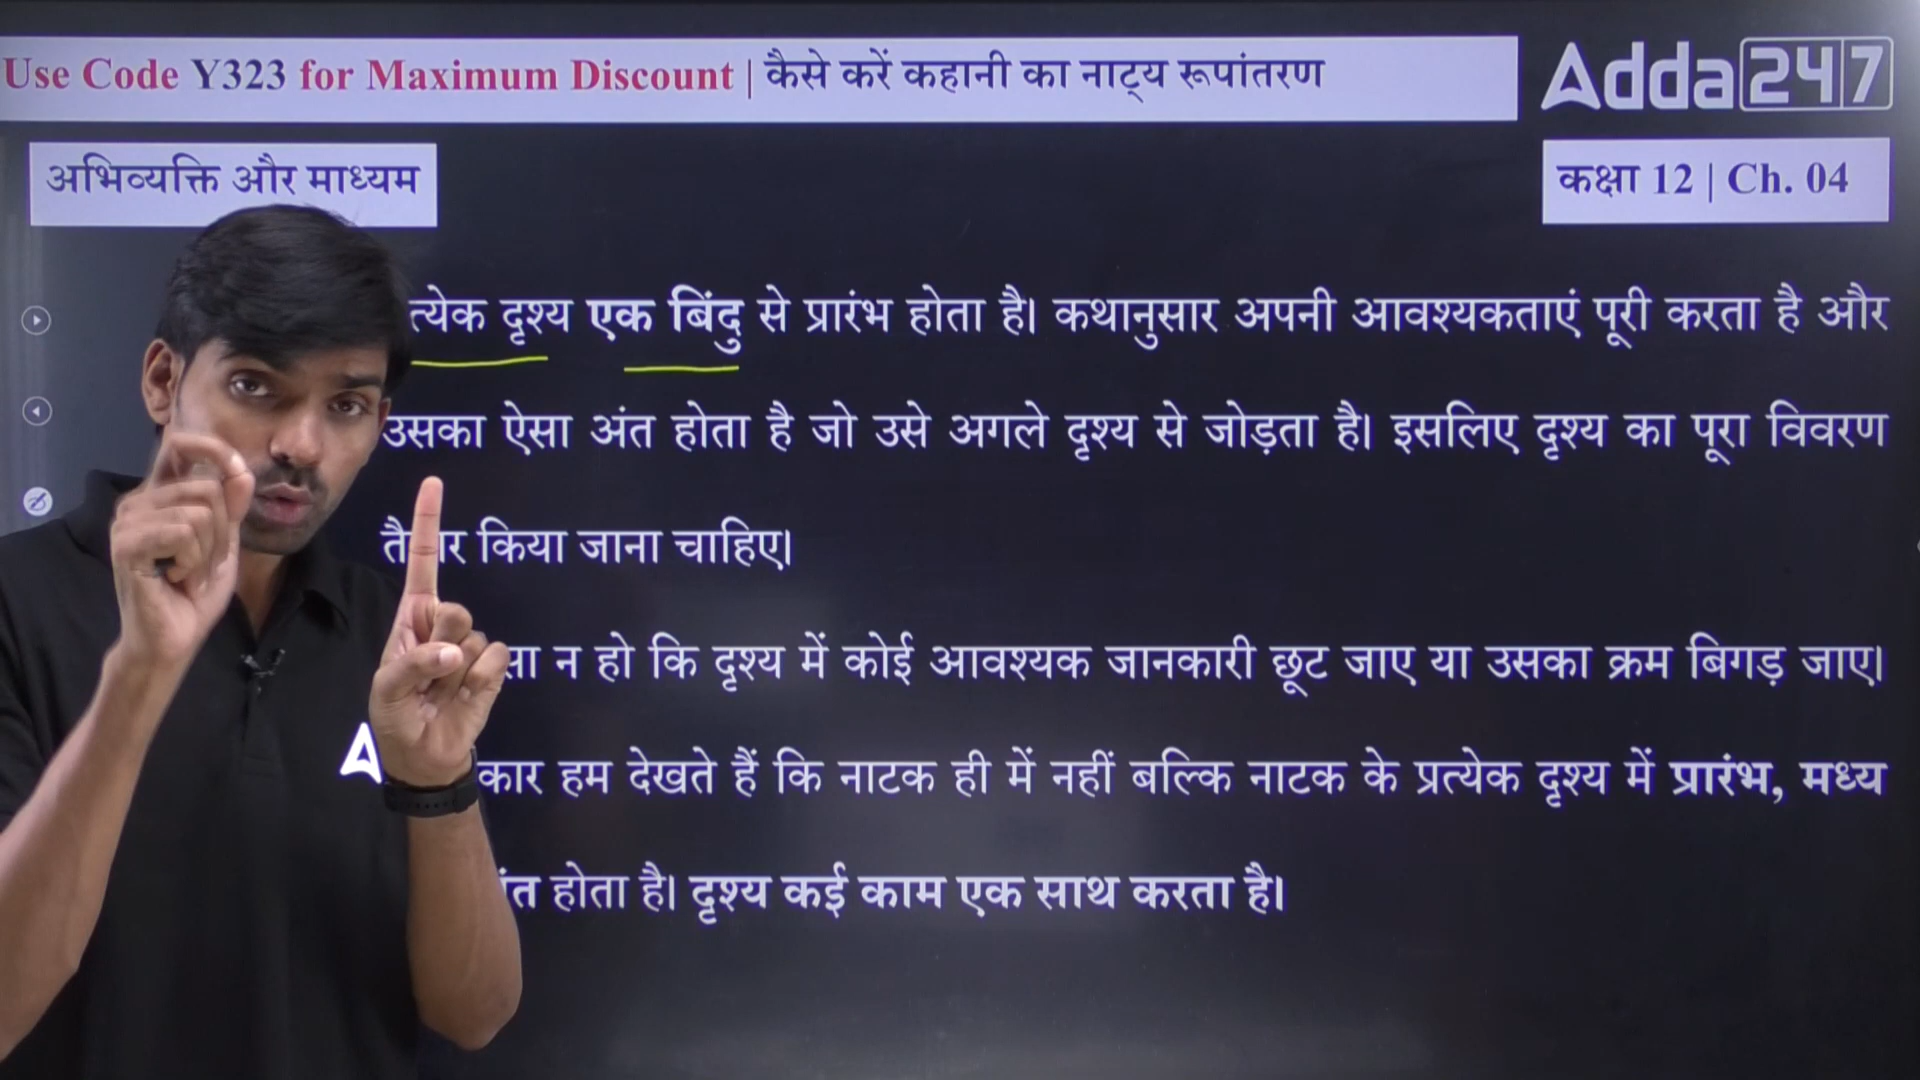 Use Code Y323 for Maximum Discount | कैसे करें कहानी का नाट्य रूपांतरण
Adda247
अभिव्यक्ति और माध्यम
कक्षा 12 | Ch. 04
दृश्य एक बिंदु से प्रारंभ होता है। कथानुसार अपनी आवश्यकताएं पूरी करता है और
उसका ऐसा अंत होता है जो उसे अगले दृश्य से जोड़ता है। इसलिए दृश्य का पूरा विवरण
किया जाना चाहिए।
न हो कि दृश्य में कोई आवश्यक जानकारी छूट जाए या उसका क्रम बिगड़ जाए।
हम देखते हैं कि नाटक ही में नहीं बल्कि नाटक के प्रत्येक दृश्य में प्रारंभ, मध्य
होता है। दृश्य कई काम एक साथ करता है।